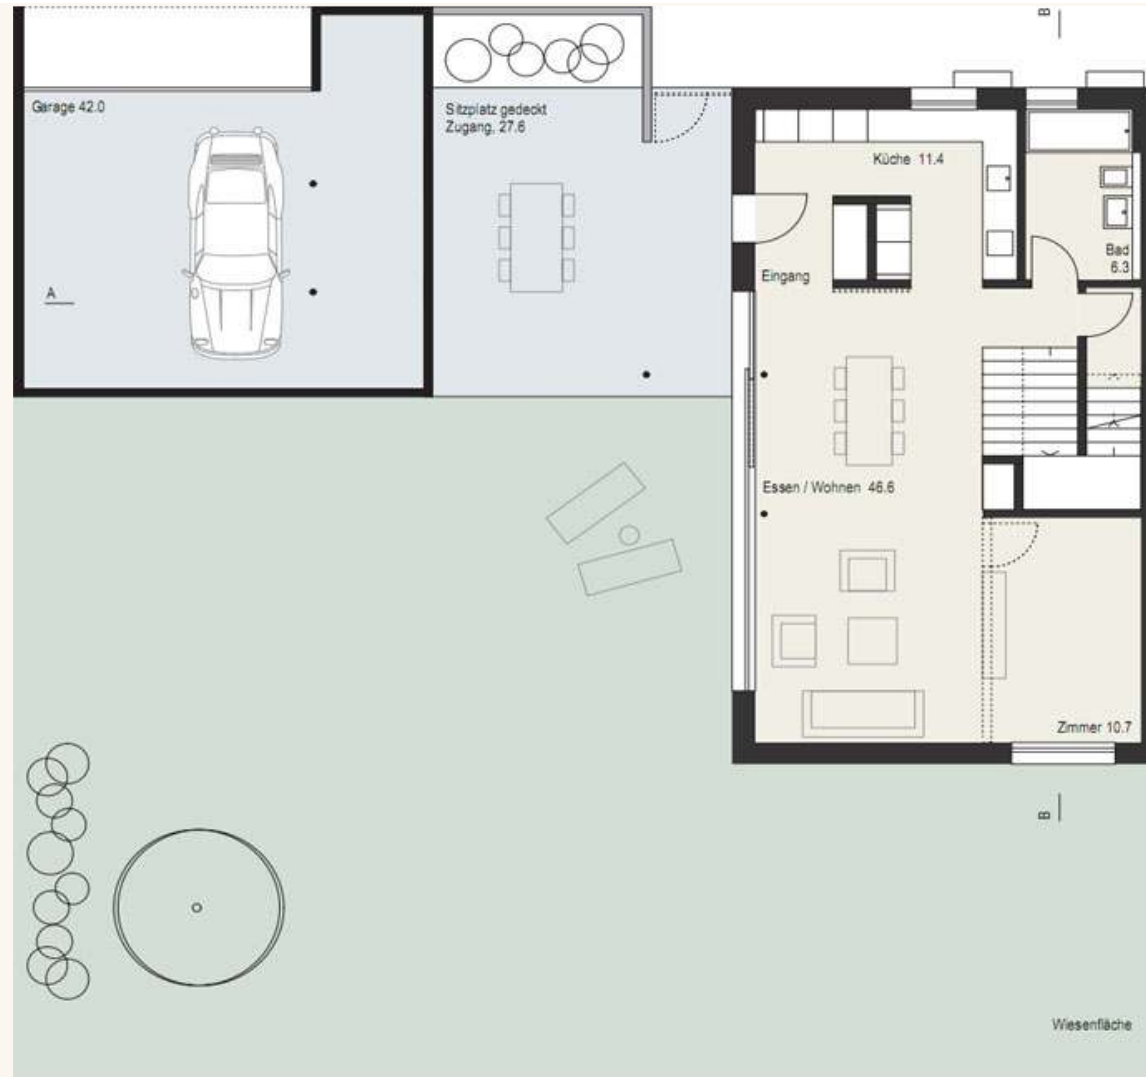 B
Garage 42.0
Sitzplatz gedeckt
Zugang, 27.6
Küche 11.4
Bad
6.3
Eingang
A
Essen / Wohnen 46.6
Zimmer 10.7
B
Wiesenfläche